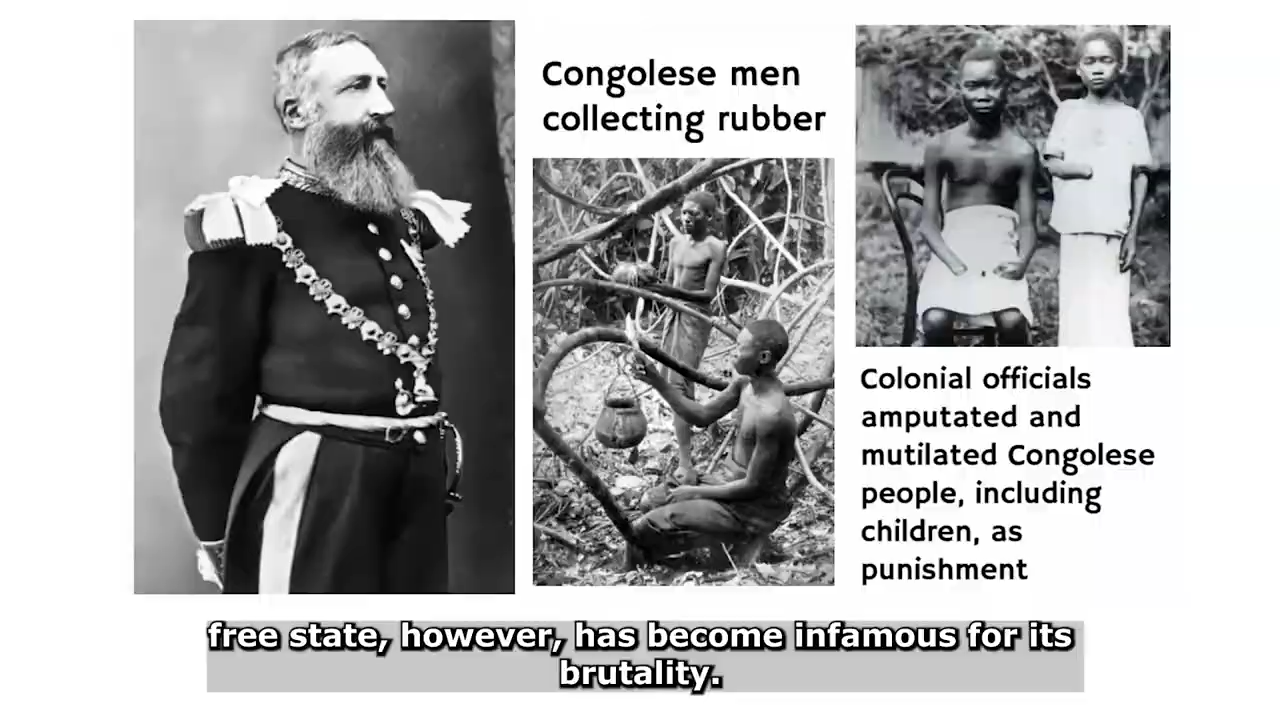 Congolese men
collecting rubber
Colonial officials
amputated and
mutilated Congolese
people, including
children, as
punishment
free state, however, has become infamous for its
brutality.